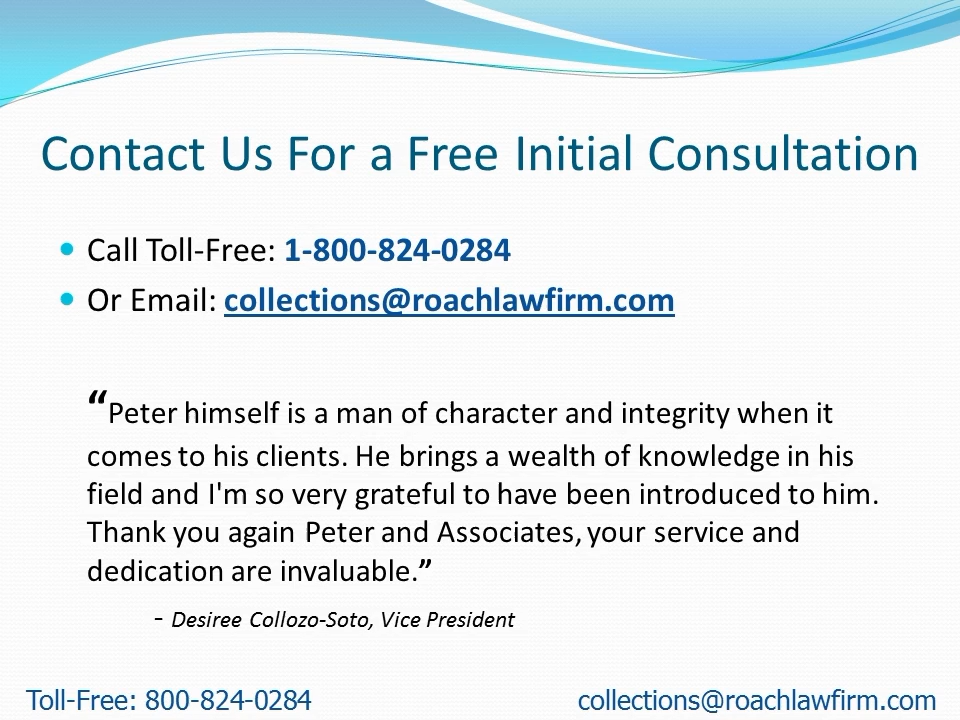 Contact Us For a Free Initial Consultation
Call Toll-Free: 1-800-824-0284
Or Email: collections@roachlawfirm.com
“Peter himself is a man of character and integrity when it
comes to his clients. He brings a wealth of knowledge in his
field and I'm so very grateful to have been introduced to him.
Thank you again Peter and Associates, your service and
dedication are invaluable.”
- Desiree Collozo-Soto, Vice President
Toll-Free: 800-824-0284 collections@roachlawfirm.com